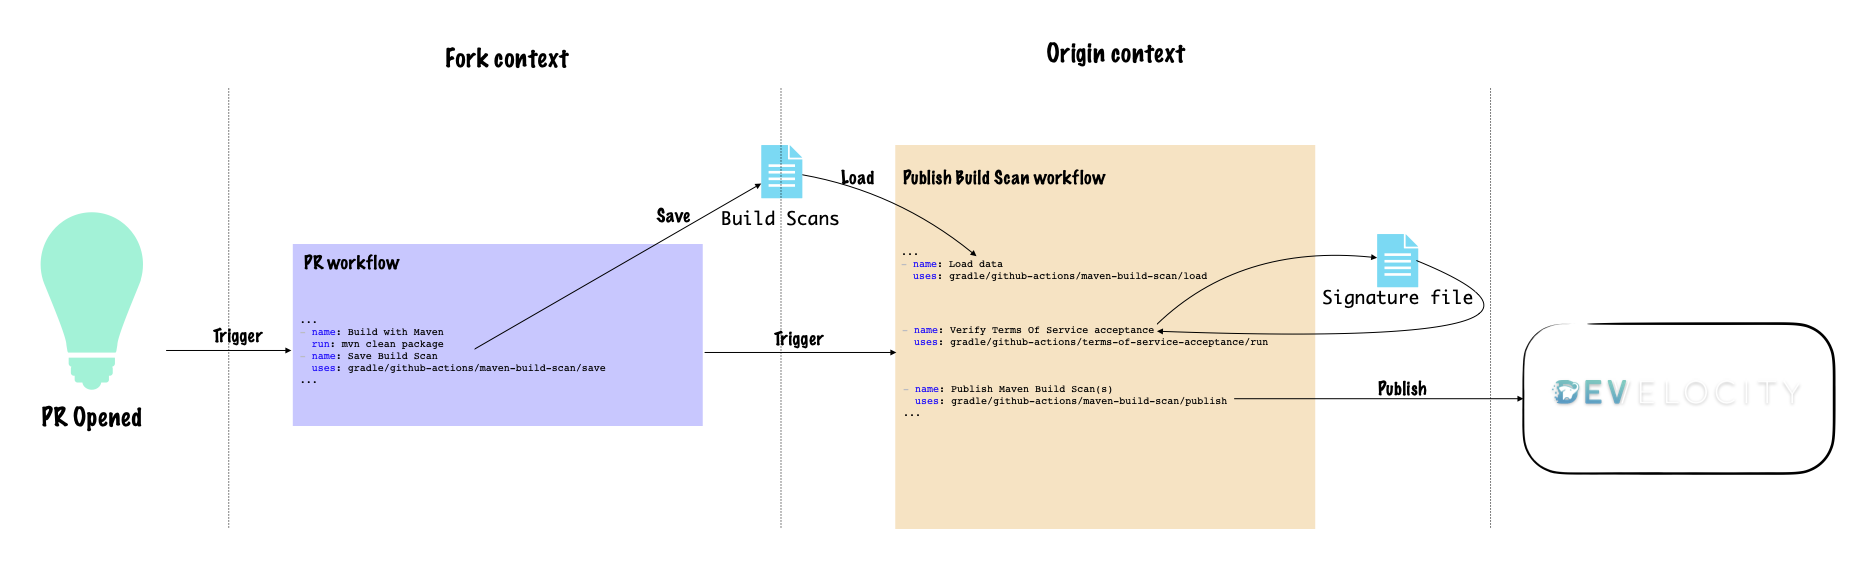 Fork context
Origin context
PR Opened
Trigger
PR workflow
...
- name: Build with Maven
run: mvn clean package
- name: Save Build Scan
uses: gradle/github-actions/maven-build-scan/save
...
Save
Build Scans
Load
Trigger
Publish Build Scan workflow
...
- name: Load data
uses: gradle/github-actions/maven-build-scan/load
- name: Verify Terms Of Service acceptance
uses: gradle/github-actions/terms-of-service-acceptance/run
- name: Publish Maven Build Scan(s)
uses: gradle/github-actions/maven-build-scan/publish
...
Signature file
Publish
DEVELOCITY